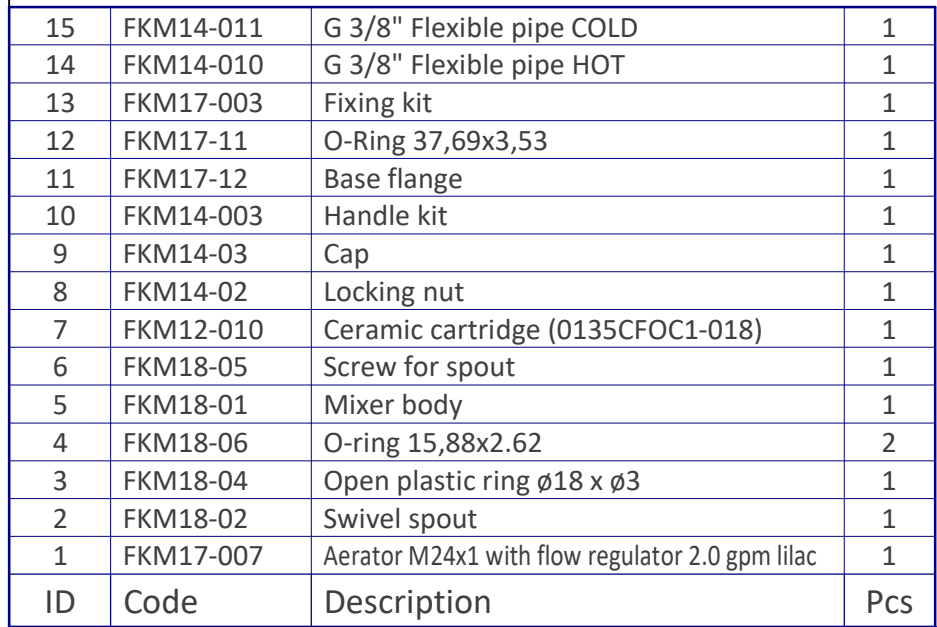 15 FKM14-011 G 3/8" Flexible pipe COLD 1
14 FKM14-010 G 3/8" Flexible pipe HOT 1
13 FKM17-003 Fixing kit 1
12 FKM17-11 O-Ring 37,69x3,53 1
11 FKM17-12 Base flange 1
10 FKM14-003 Handle kit 1
9 FKM14-03 Cap 1
8 FKM14-02 Locking nut 1
7 FKM12-010 Ceramic cartridge (0135CFOC1-018) 1
6 FKM18-05 Screw for spout 1
5 FKM18-01 Mixer body 1
4 FKM18-06 O-ring 15,88x2.62 2
3 FKM18-04 Open plastic ring ø18 x ø3 1
2 FKM18-02 Swivel spout 1
1 FKM17-007 Aerator M24x1 with flow regulator 2.0 gpm lilac 1
ID Code Description Pcs